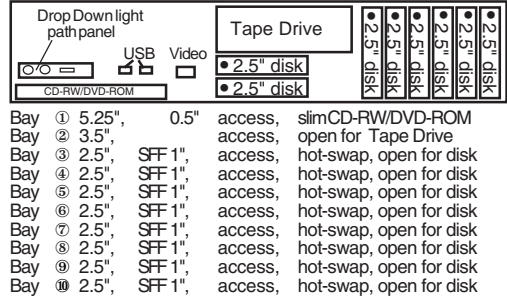 Drop Down light
path panel
USB
Video
CD-RW/DVD-ROM
Tape Drive
• 2.5" disk
• 2.5" disk
• 2.5" disk
• 2.5" disk
• 2.5" disk
• 2.5" disk
• 2.5" disk
• 2.5" disk
Bay ① 5.25", 0.5" access, slimCD-RW/DVD-ROM
Bay ② 3.5", access, open for Tape Drive
Bay ③ 2.5", SFF 1", access, hot-swap, open for disk
Bay ④ 2.5", SFF 1", access, hot-swap, open for disk
Bay ⑤ 2.5", SFF 1", access, hot-swap, open for disk
Bay ⑥ 2.5", SFF 1", access, hot-swap, open for disk
Bay ⑦ 2.5", SFF 1", access, hot-swap, open for disk
Bay ⑧ 2.5", SFF 1", access, hot-swap, open for disk
Bay ⑨ 2.5", SFF 1", access, hot-swap, open for disk
Bay ⑩ 2.5", SFF 1", access, hot-swap, open for disk